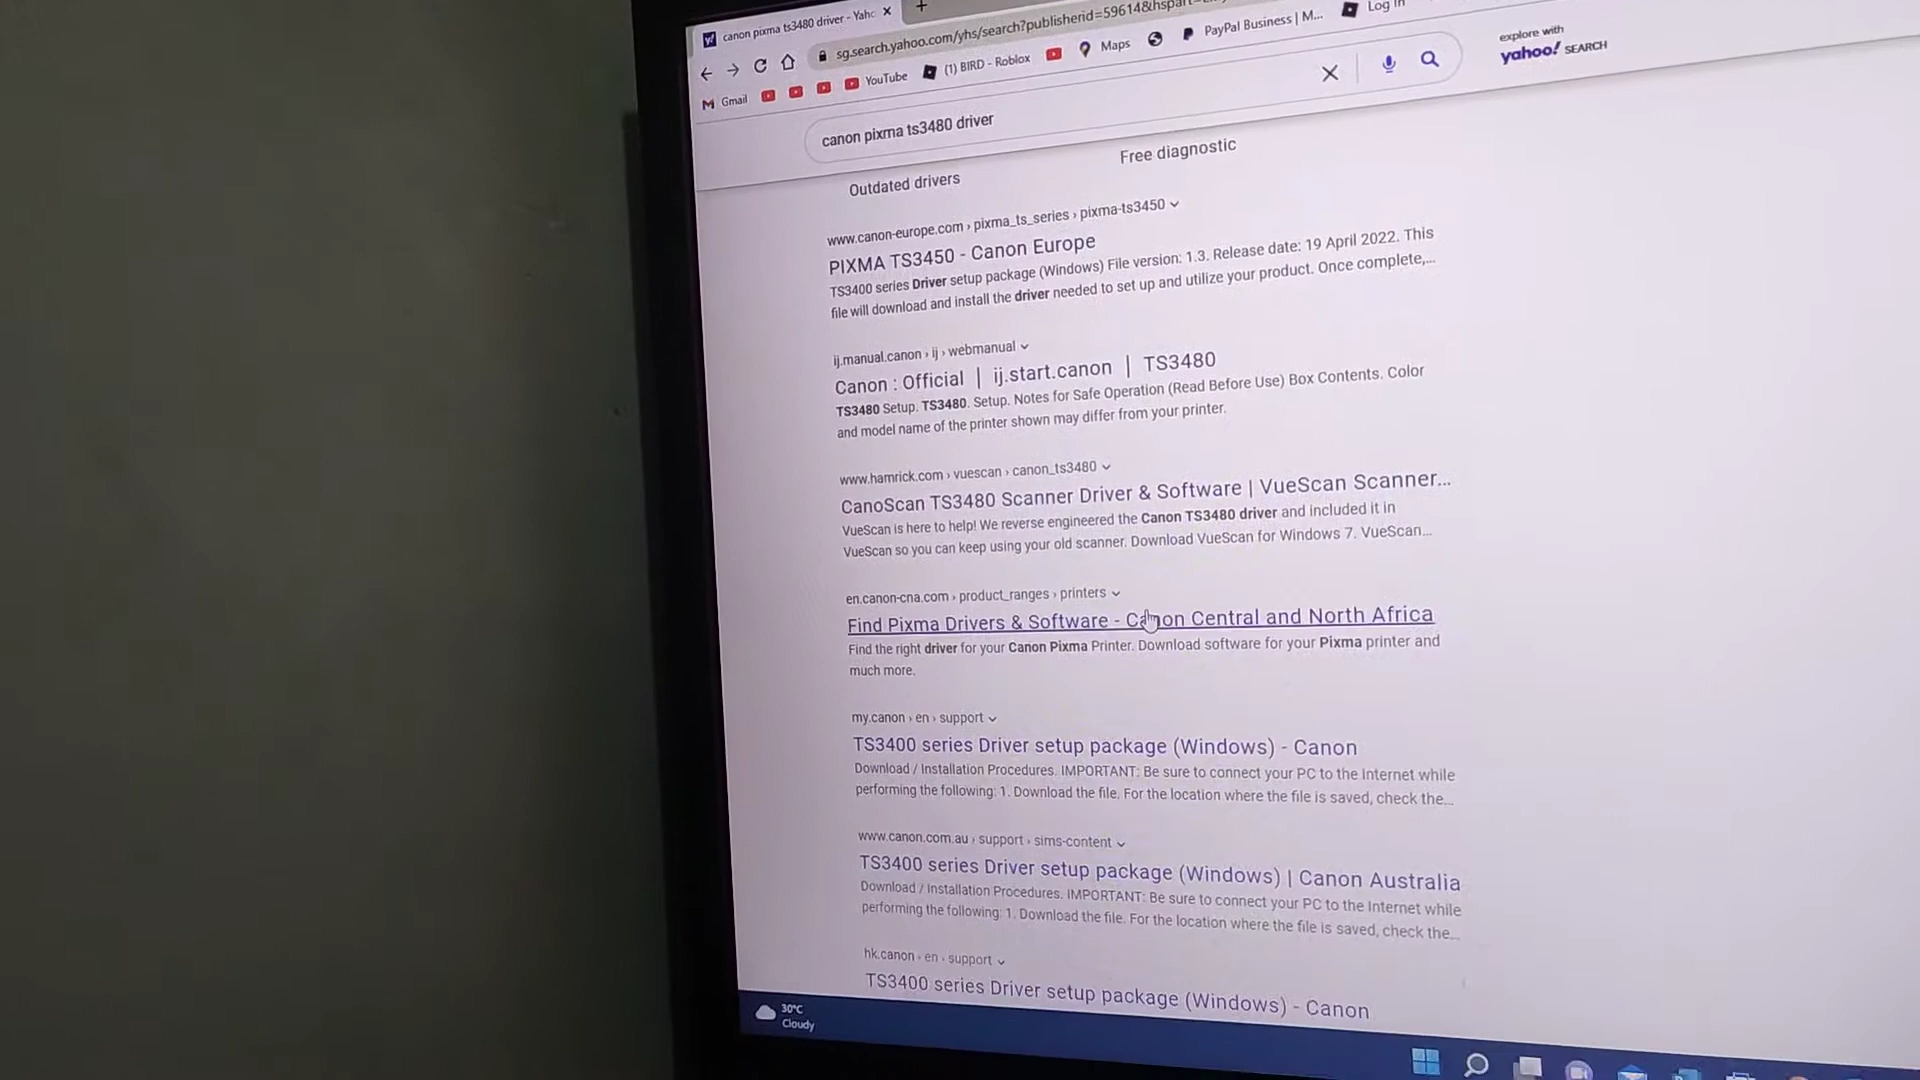 canon pixma ts3480 driver - Yahc
sg.search.yahoo.com/yhs/search?publisherid=59614&hspart=
Gmail
YouTube
(1) BIRD - Roblox
Maps
PayPal Business | M...
Log In
canon pixma ts3480 driver
explore with
yahoo! SEARCH
Outdated drivers
Free diagnostic
www.canon-europe.com › pixma_ts_series › pixma-ts3450
PIXMA TS3450 - Canon Europe
TS3400 series Driver setup package (Windows) File version: 1.3. Release date: 19 April 2022. This
file will download and install the driver needed to set up and utilize your product. Once complete,...
ij.manual.canon › ij › webmanual
Canon : Official | ij.start.canon | TS3480
TS3480 Setup. TS3480. Setup. Notes for Safe Operation (Read Before Use) Box Contents. Color
and model name of the printer shown may differ from your printer.
www.hamrick.com › vuescan › canon_ts3480
CanoScan TS3480 Scanner Driver & Software | VueScan Scanner...
VueScan is here to help! We reverse engineered the Canon TS3480 driver and included it in
VueScan so you can keep using your old scanner. Download VueScan for Windows 7. VueScan...
en.canon-cna.com › product_ranges › printers
Find Pixma Drivers & Software - Canon Central and North Africa
Find the right driver for your Canon Pixma Printer. Download software for your Pixma printer and
much more.
my.canon › en › support
TS3400 series Driver setup package (Windows) - Canon
Download / Installation Procedures. IMPORTANT: Be sure to connect your PC to the Internet while
performing the following: 1. Download the file. For the location where the file is saved, check the...
www.canon.com.au › support › sims-content
TS3400 series Driver setup package (Windows) | Canon Australia
Download / Installation Procedures. IMPORTANT: Be sure to connect your PC to the Internet while
performing the following: 1. Download the file. For the location where the file is saved, check the...
hk.canon › en › support
TS3400 series Driver setup package (Windows) - Canon
30°C
Cloudy